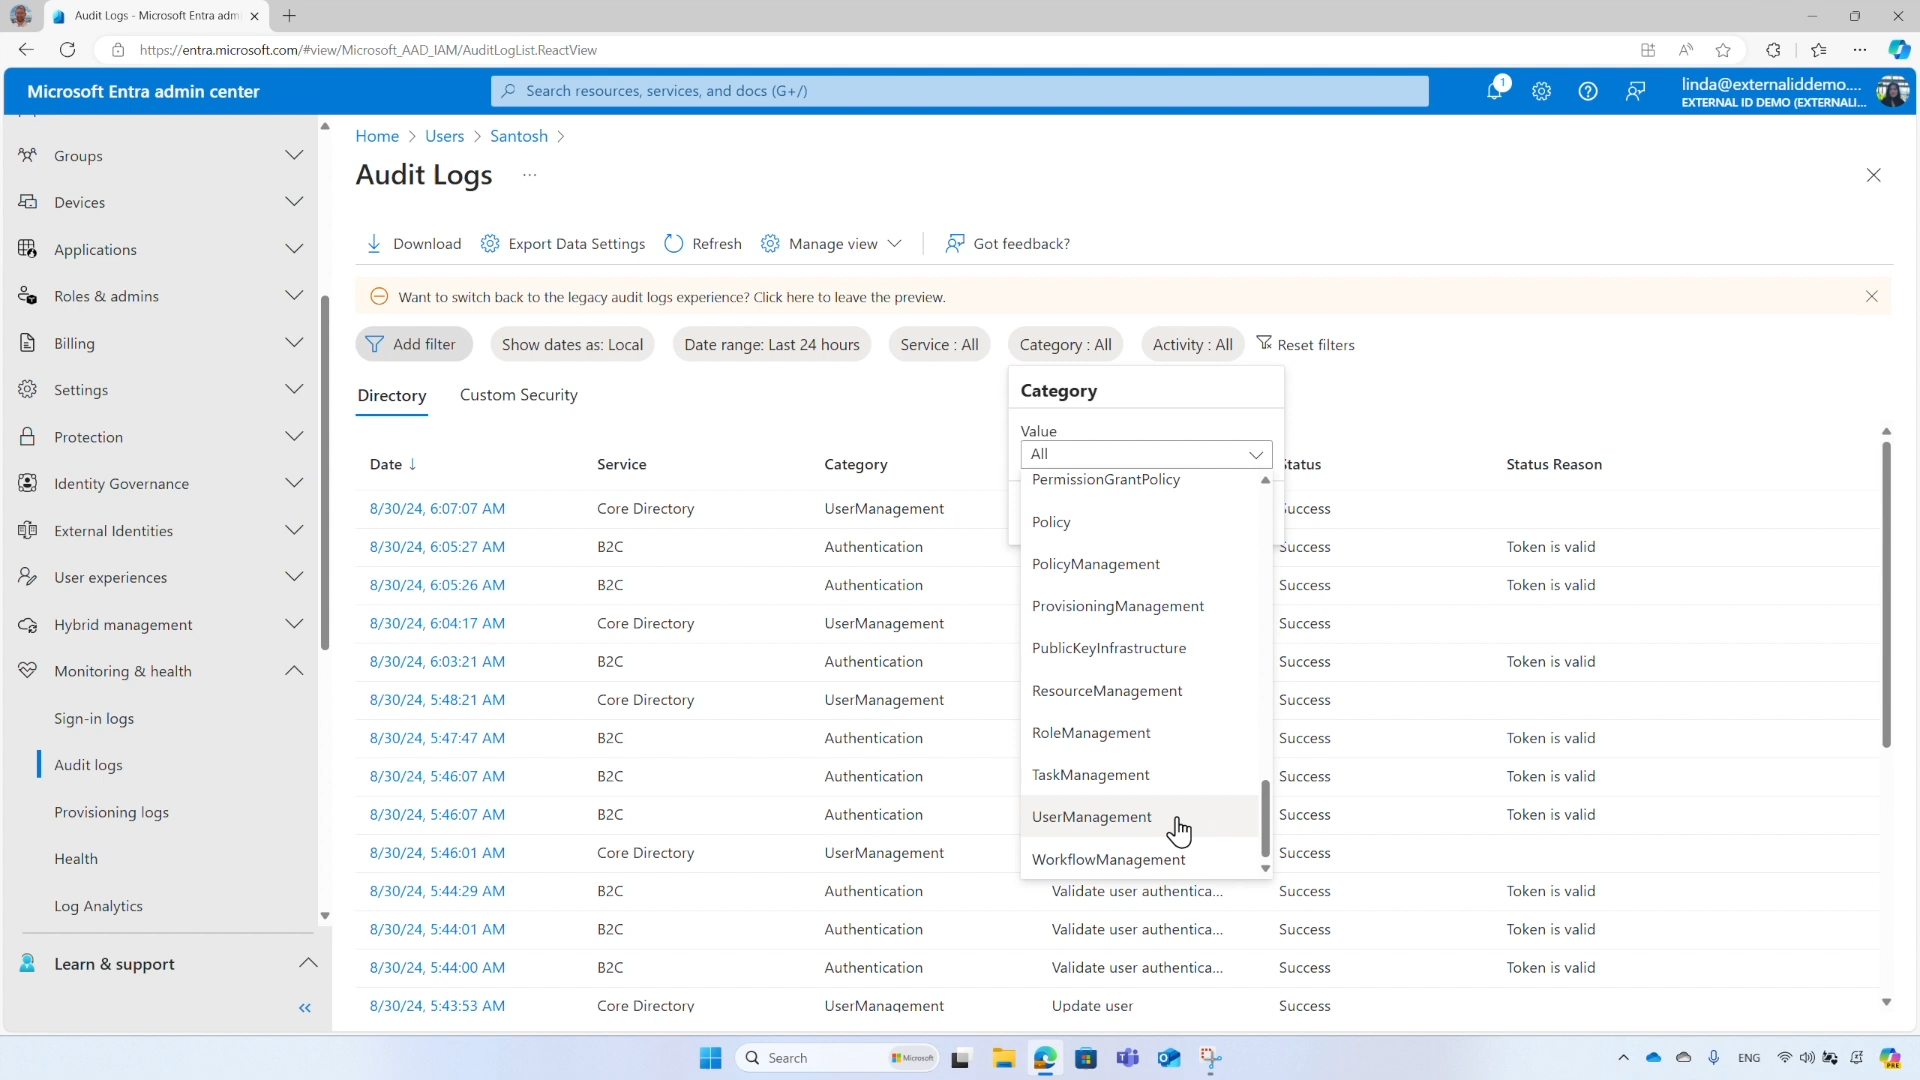 Audit Logs - Microsoft Entra adm
https://entra.microsoft.com/#view/Microsoft_AAD_IAM/AuditLogList.ReactView
Microsoft Entra admin center
Search resources, services, and docs (G+/)
1
linda@externaliddemo....
EXTERNAL ID DEMO (EXTERNALI...
Groups
Devices
Applications
Roles & admins
Billing
Settings
Protection
Identity Governance
External Identities
User experiences
Hybrid management
Monitoring & health
Sign-in logs
Audit logs
Provisioning logs
Health
Log Analytics
Learn & support
Home > Users > Santosh >
Audit Logs ...
Download Export Data Settings Refresh Manage view Got feedback?
Want to switch back to the legacy audit logs experience? Click here to leave the preview.
Add filter Show dates as: Local Date range: Last 24 hours Service : All Category : All Activity : All Reset filters
Directory Custom Security
Category
Value
All
PermissionGrantPolicy
Policy
PolicyManagement
ProvisioningManagement
PublicKeyInfrastructure
ResourceManagement
RoleManagement
TaskManagement
UserManagement
WorkflowManagement
Date ↓ Service Category Status Status Reason
8/30/24, 6:07:07 AM Core Directory UserManagement Success
8/30/24, 6:05:27 AM B2C Authentication Success Token is valid
8/30/24, 6:05:26 AM B2C Authentication Success Token is valid
8/30/24, 6:04:17 AM Core Directory UserManagement Success
8/30/24, 6:03:21 AM B2C Authentication Success Token is valid
8/30/24, 5:48:21 AM Core Directory UserManagement Success
8/30/24, 5:47:47 AM B2C Authentication Success Token is valid
8/30/24, 5:46:07 AM B2C Authentication Success Token is valid
8/30/24, 5:46:07 AM B2C Authentication Success Token is valid
8/30/24, 5:46:01 AM Core Directory UserManagement Success
8/30/24, 5:44:29 AM B2C Authentication Validate user authentica... Success Token is valid
8/30/24, 5:44:01 AM B2C Authentication Validate user authentica... Success Token is valid
8/30/24, 5:44:00 AM B2C Authentication Validate user authentica... Success Token is valid
8/30/24, 5:43:53 AM Core Directory UserManagement Update user Success
Search Microsoft
ENG
PRE